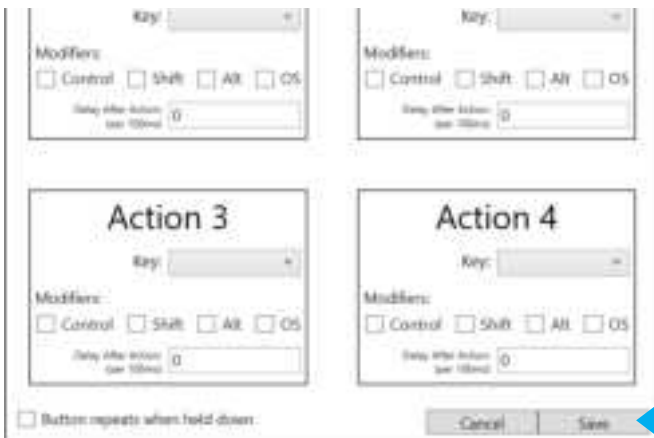 Key: Key:
Modifiers: Modifiers:
Control Shift Alt OS Control Shift Alt OS
Delay After Action 0 Delay After Action 0
(per 100ms) (per 100ms)
Action 3 Action 4
Key: Key:
Modifiers: Modifiers:
Control Shift Alt OS Control Shift Alt OS
Delay After Action 0 Delay After Action 0
(per 100ms) (per 100ms)
Button repeats when held down Cancel Save